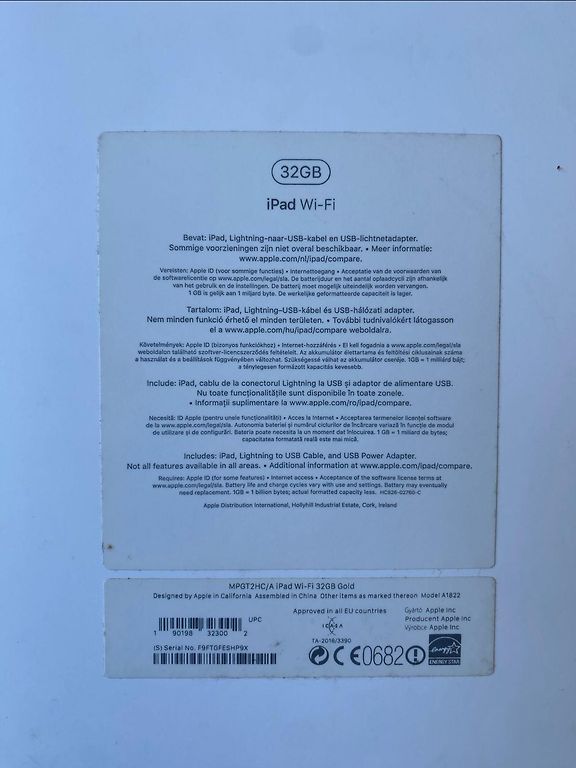 32GB
iPad Wi-Fi
Bevat: iPad, Lightning-naar-USB-kabel en USB-lichtnetadapter.
Sommige voorzieningen zijn niet overal beschikbaar. • Meer informatie:
www.apple.com/nl/ipad/compare.
Vereisten: Apple ID (voor sommige functies) • Internettoegang • Acceptatie van de voorwaarden van
de softwarelicentie op www.apple.com/legal/sla. De batterijduur en het aantal oplaadcycli zijn afhankelijk
van het gebruik en de instellingen. De batterij moet mogelijk uiteindelijk worden vervangen.
1 GB is gelijk aan 1 miljard byte. De werkelijke geformatteerde capaciteit is lager.
Tartalom: iPad, Lightning–USB-kábel és USB-hálózati adapter.
Nem minden funkció érhető el minden területen. • További tudnivalókért látogasson
el a www.apple.com/hu/ipad/compare weboldalra.
Követelmények: Apple ID (bizonyos funkciókhoz) • Internet-hozzáférés • El kell fogadnia a www.apple.com/legal/sla
weboldalon található szoftver-licencszerződés feltételeit. Az akkumulátor élettartama és feltöltési ciklusainak száma
a használat és a beállítások függvényében változhat. Szükségessé válhat az akkumulátor cseréje. 1GB = 1 milliárd bájt;
a ténylegesen formázott kapacitás kevesebb.
Include: iPad, cablu de la conectorul Lightning la USB și adaptor de alimentare USB.
Nu toate funcționalitățile sunt disponibile în toate zonele.
• Informații suplimentare la www.apple.com/ro/ipad/compare.
Necesită: ID Apple (pentru unele funcționalități) • Acces la Internet • Acceptarea termenelor licenței software
de la www.apple.com/legal/sla. Autonomia bateriei și numărul ciclurilor de încărcare variază în funcție de modul
de utilizare și de configurări. Bateria poate necesita la un moment dat înlocuirea. 1 GB = 1 miliard de bytes;
capacitatea formatată reală este mai mică.
Includes: iPad, Lightning to USB Cable, and USB Power Adapter.
Not all features available in all areas. • Additional information at www.apple.com/ipad/compare.
Requires: Apple ID (for some features) • Internet access • Acceptance of the software license terms at
www.apple.com/legal/sla. Battery life and charge cycles vary with use and settings. Battery may eventually
need replacement. 1GB = 1 billion bytes; actual formatted capacity less. HC826-02760-C
Apple Distribution International, Hollyhill Industrial Estate, Cork, Ireland
MPGT2HC/A iPad Wi-Fi 32GB Gold
Designed by Apple in California Assembled in China Other items as marked thereon Model A1822
UPC
1 90198 32300 2
(S) Serial No. F9FTGFESHP9X
Approved in all EU countries
ICASA
TA-2016/3390
CE0682
Gyártó Apple Inc
Producent Apple Inc
Výrobce Apple Inc
energy
ENERGY STAR